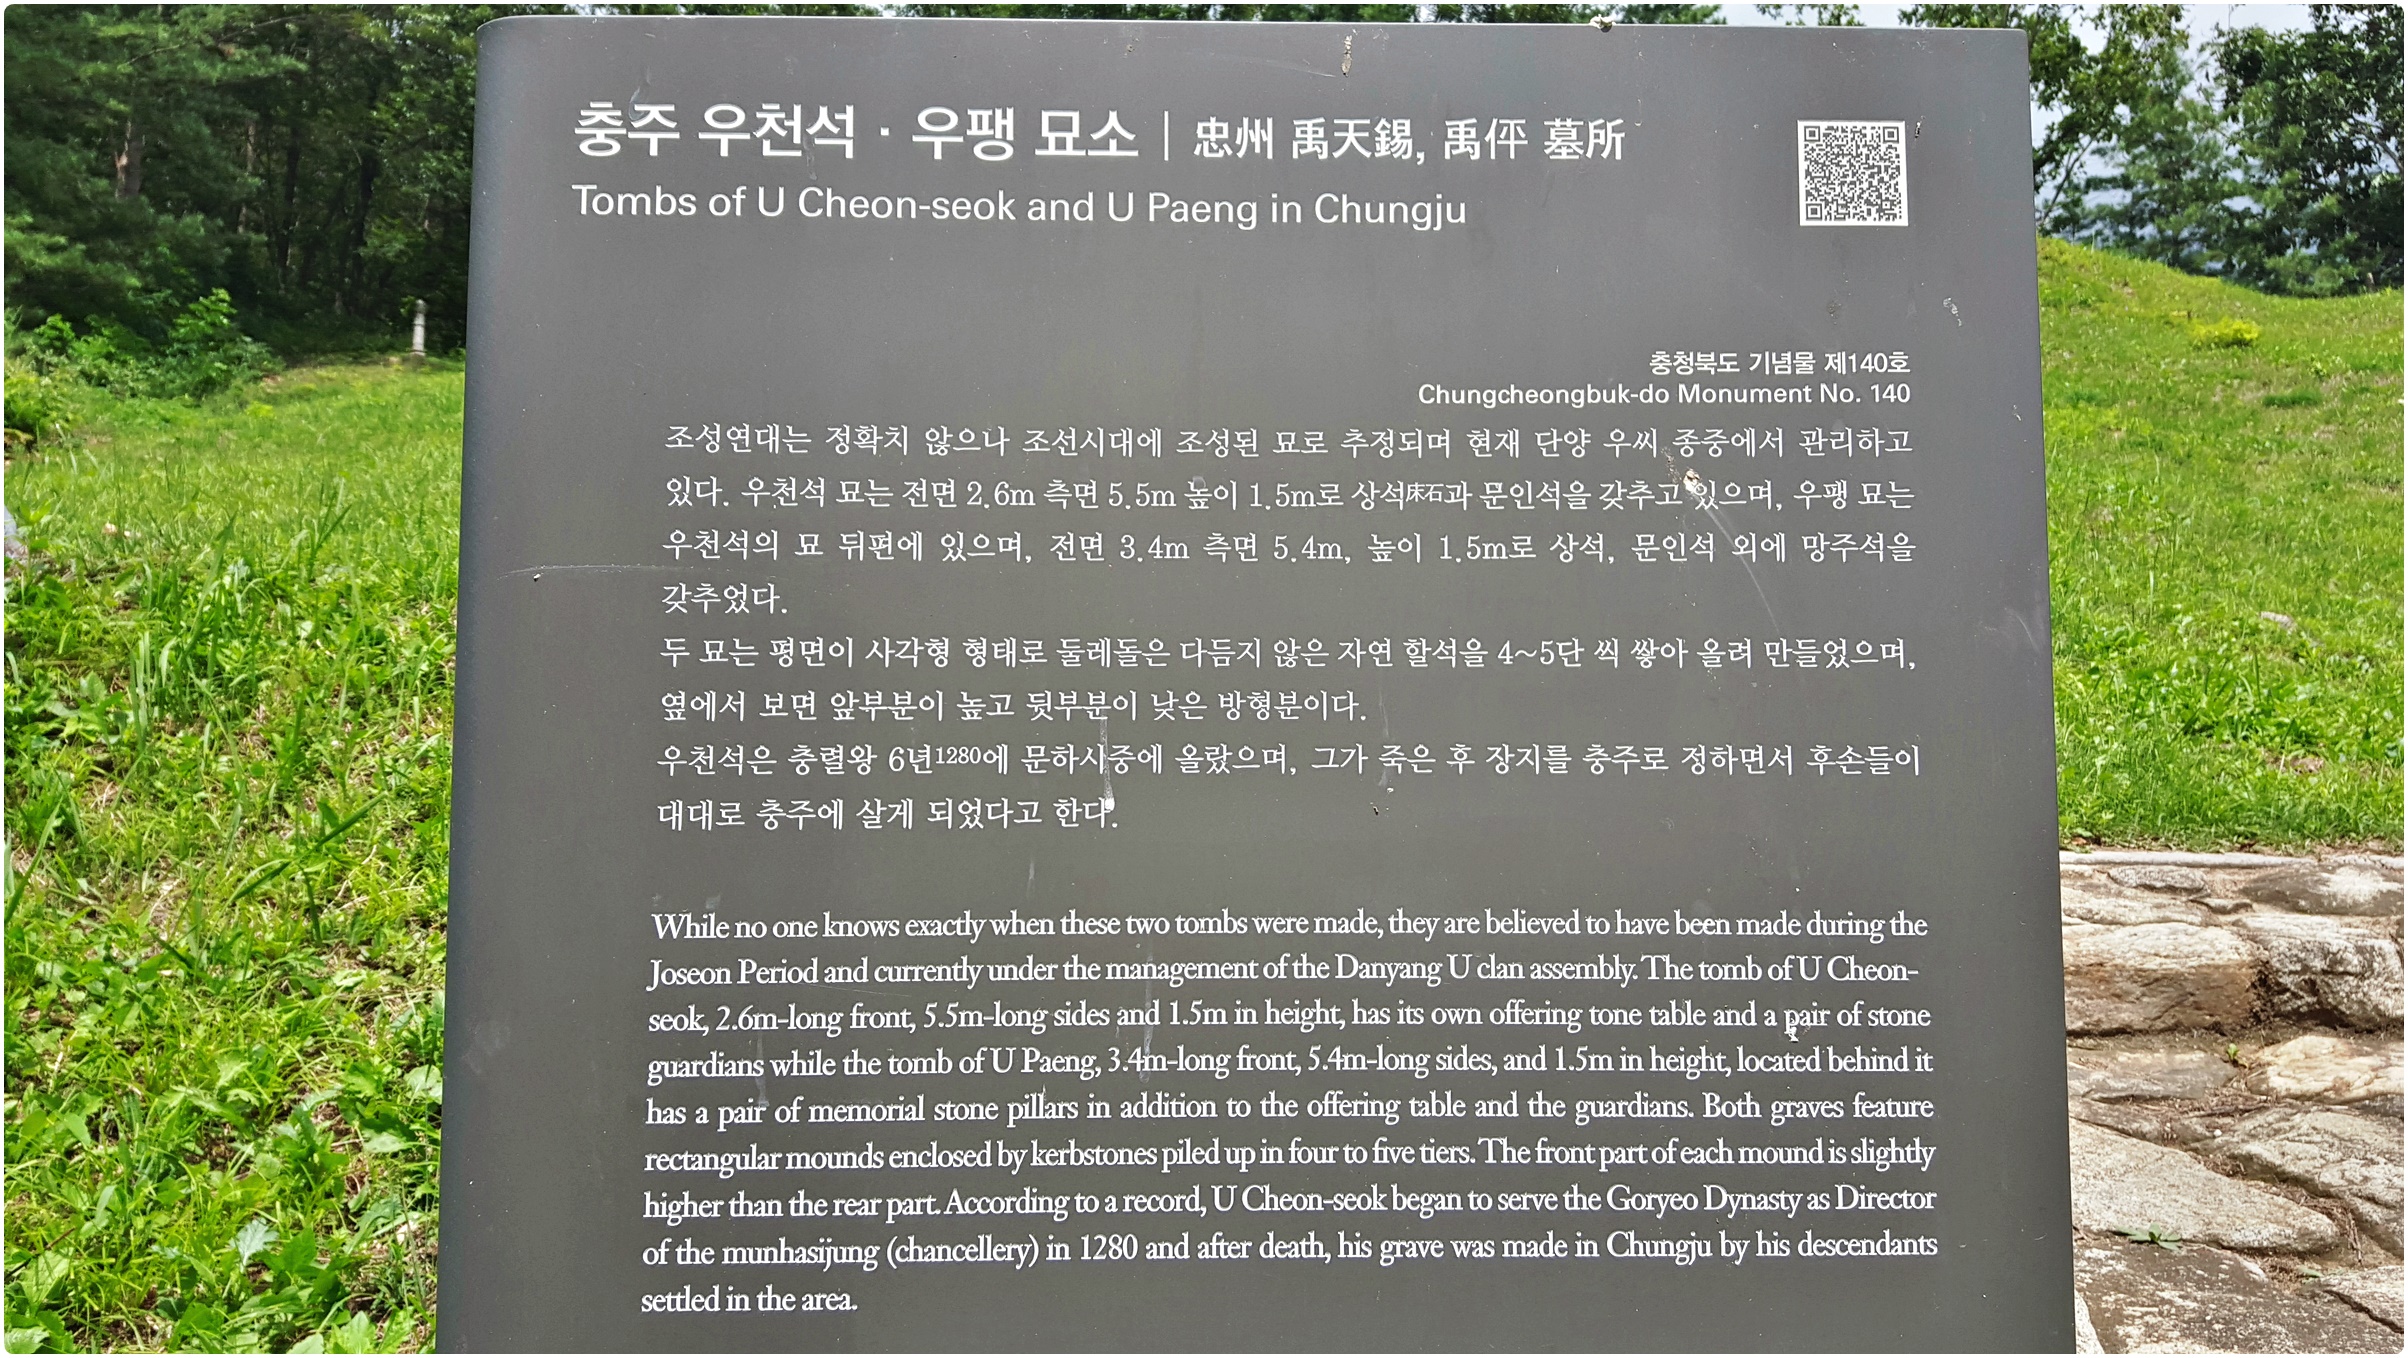 충주 우천석 · 우팽 묘소 | 忠州 禹天錫, 禹伻 墓所
Tombs of U Cheon-seok and U Paeng in Chungju
충청북도 기념물 제140호
Chungcheongbuk-do Monument No. 140
조성연대는 정확치 않으나 조선시대에 조성된 묘로 추정되며 현재 단양 우씨 종중에서 관리하고
있다. 우천석 묘는 전면 2.6m 측면 5.5m 높이 1.5m로 상석床石과 문인석을 갖추고 있으며, 우팽 묘는
우천석의 묘 뒤편에 있으며, 전면 3.4m 측면 5.4m, 높이 1.5m로 상석, 문인석 외에 망주석을
갖추었다.
두 묘는 평면이 사각형 형태로 둘레돌은 다듬지 않은 자연 할석을 4~5단 씩 쌓아 올려 만들었으며,
옆에서 보면 앞부분이 높고 뒷부분이 낮은 방형분이다.
우천석은 충렬왕 6년1280에 문하시중에 올랐으며, 그가 죽은 후 장지를 충주로 정하면서 후손들이
대대로 충주에 살게 되었다고 한다.
While no one knows exactly when these two tombs were made, they are believed to have been made during the
Joseon Period and currently under the management of the Danyang U clan assembly. The tomb of U Cheon-
seok, 2.6m-long front, 5.5m-long sides and 1.5m in height, has its own offering tone table and a pair of stone
guardians while the tomb of U Paeng, 3.4m-long front, 5.4m-long sides, and 1.5m in height, located behind it
has a pair of memorial stone pillars in addition to the offering table and the guardians. Both graves feature
rectangular mounds enclosed by kerbstones piled up in four to five tiers. The front part of each mound is slightly
higher than the rear part. According to a record, U Cheon-seok began to serve the Goryeo Dynasty as Director
of the munhasijung (chancellery) in 1280 and after death, his grave was made in Chungju by his descendants
settled in the area.